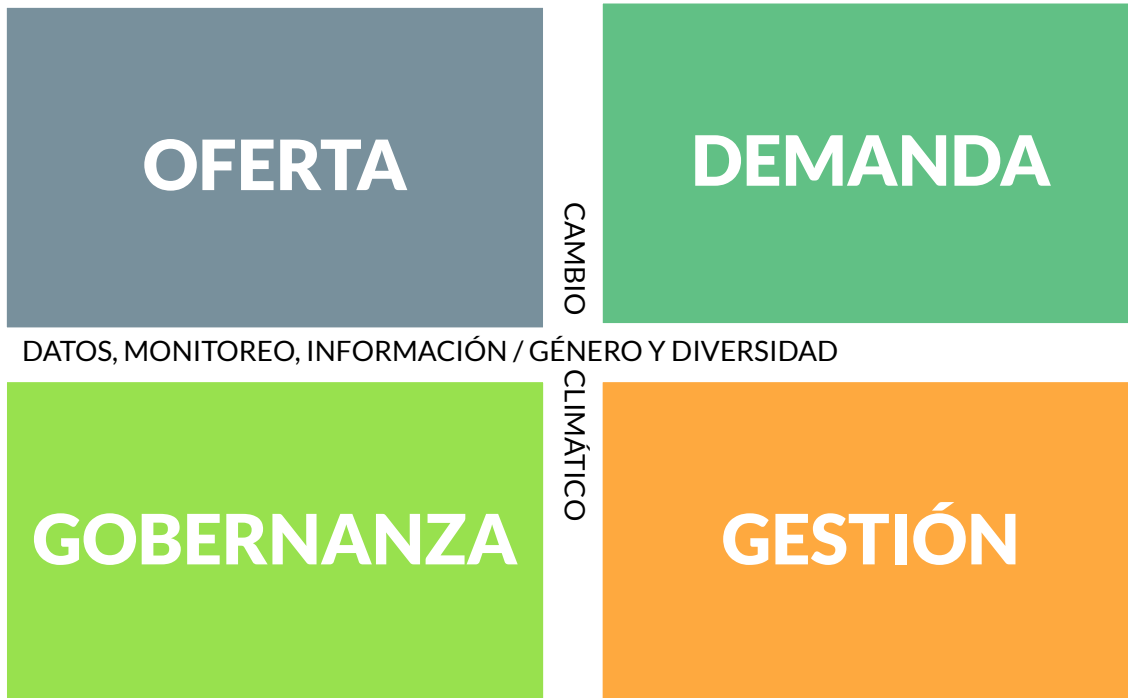 OFERTA
DEMANDA
CAMBIO
DATOS, MONITOREO, INFORMACIÓN / GÉNERO Y DIVERSIDAD
CLIMÁTICO
GOBERNANZA
GESTIÓN